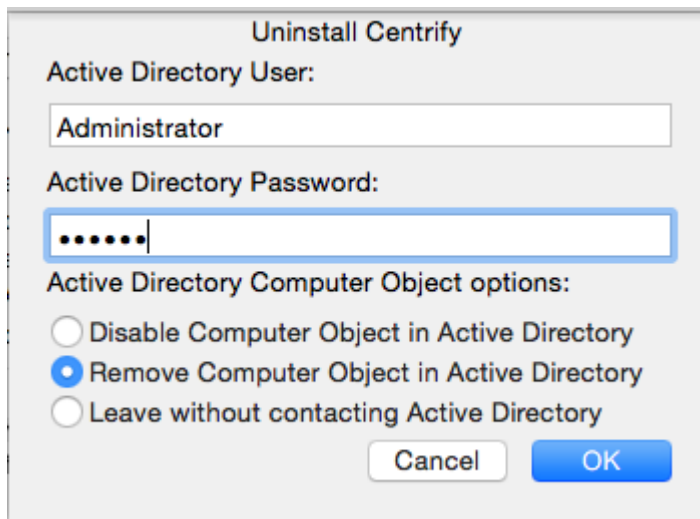 Uninstall Centrify
Active Directory User:
Administrator
Active Directory Password:
••••••
Active Directory Computer Object options:
Disable Computer Object in Active Directory
Remove Computer Object in Active Directory
Leave without contacting Active Directory
Cancel OK